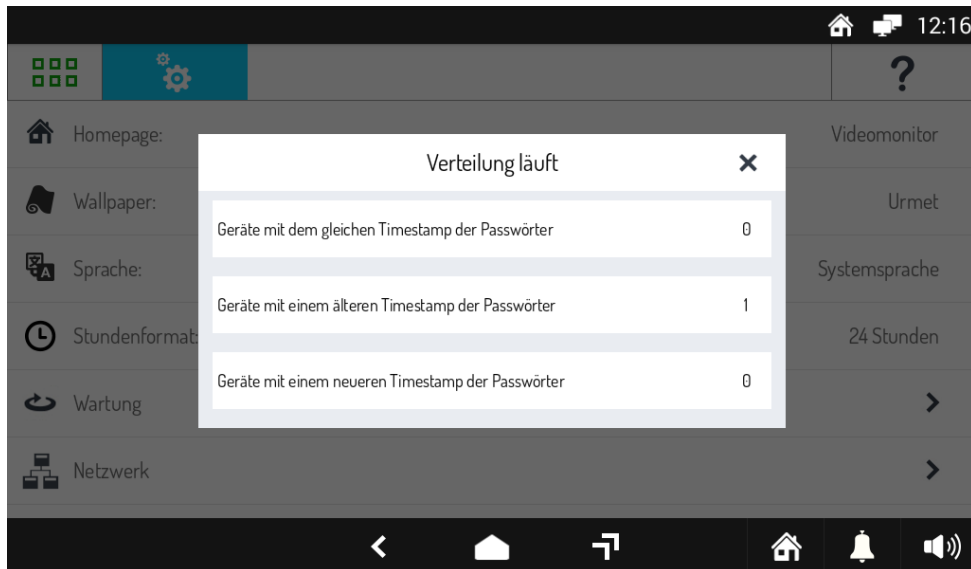 12:16
?
Homepage:
Videomonitor
Verteilung läuft
Wallpaper:
Urmet
Geräte mit dem gleichen Timestamp der Passwörter 0
Sprache:
Systemsprache
Geräte mit einem älteren Timestamp der Passwörter 1
Stundenformat:
24 Stunden
Geräte mit einem neueren Timestamp der Passwörter 0
Wartung
Netzwerk